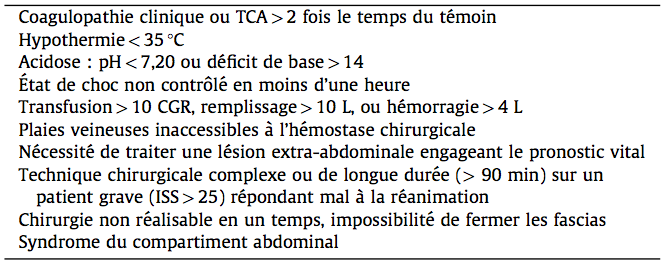 Coagulopathie clinique ou TCA > 2 fois le temps du témoin
Hypothermie < 35 °C
Acidose : pH < 7,20 ou déficit de base > 14
État de choc non contrôlé en moins d'une heure
Transfusion > 10 CGR, remplissage > 10 L, ou hémorragie > 4 L
Plaies veineuses inaccessibles à l'hémostase chirurgicale
Nécessité de traiter une lésion extra-abdominale engageant le pronostic vital
Technique chirurgicale complexe ou de longue durée (> 90 min) sur un
patient grave (ISS > 25) répondant mal à la réanimation
Chirurgie non réalisable en un temps, impossibilité de fermer les fascias
Syndrome du compartiment abdominal